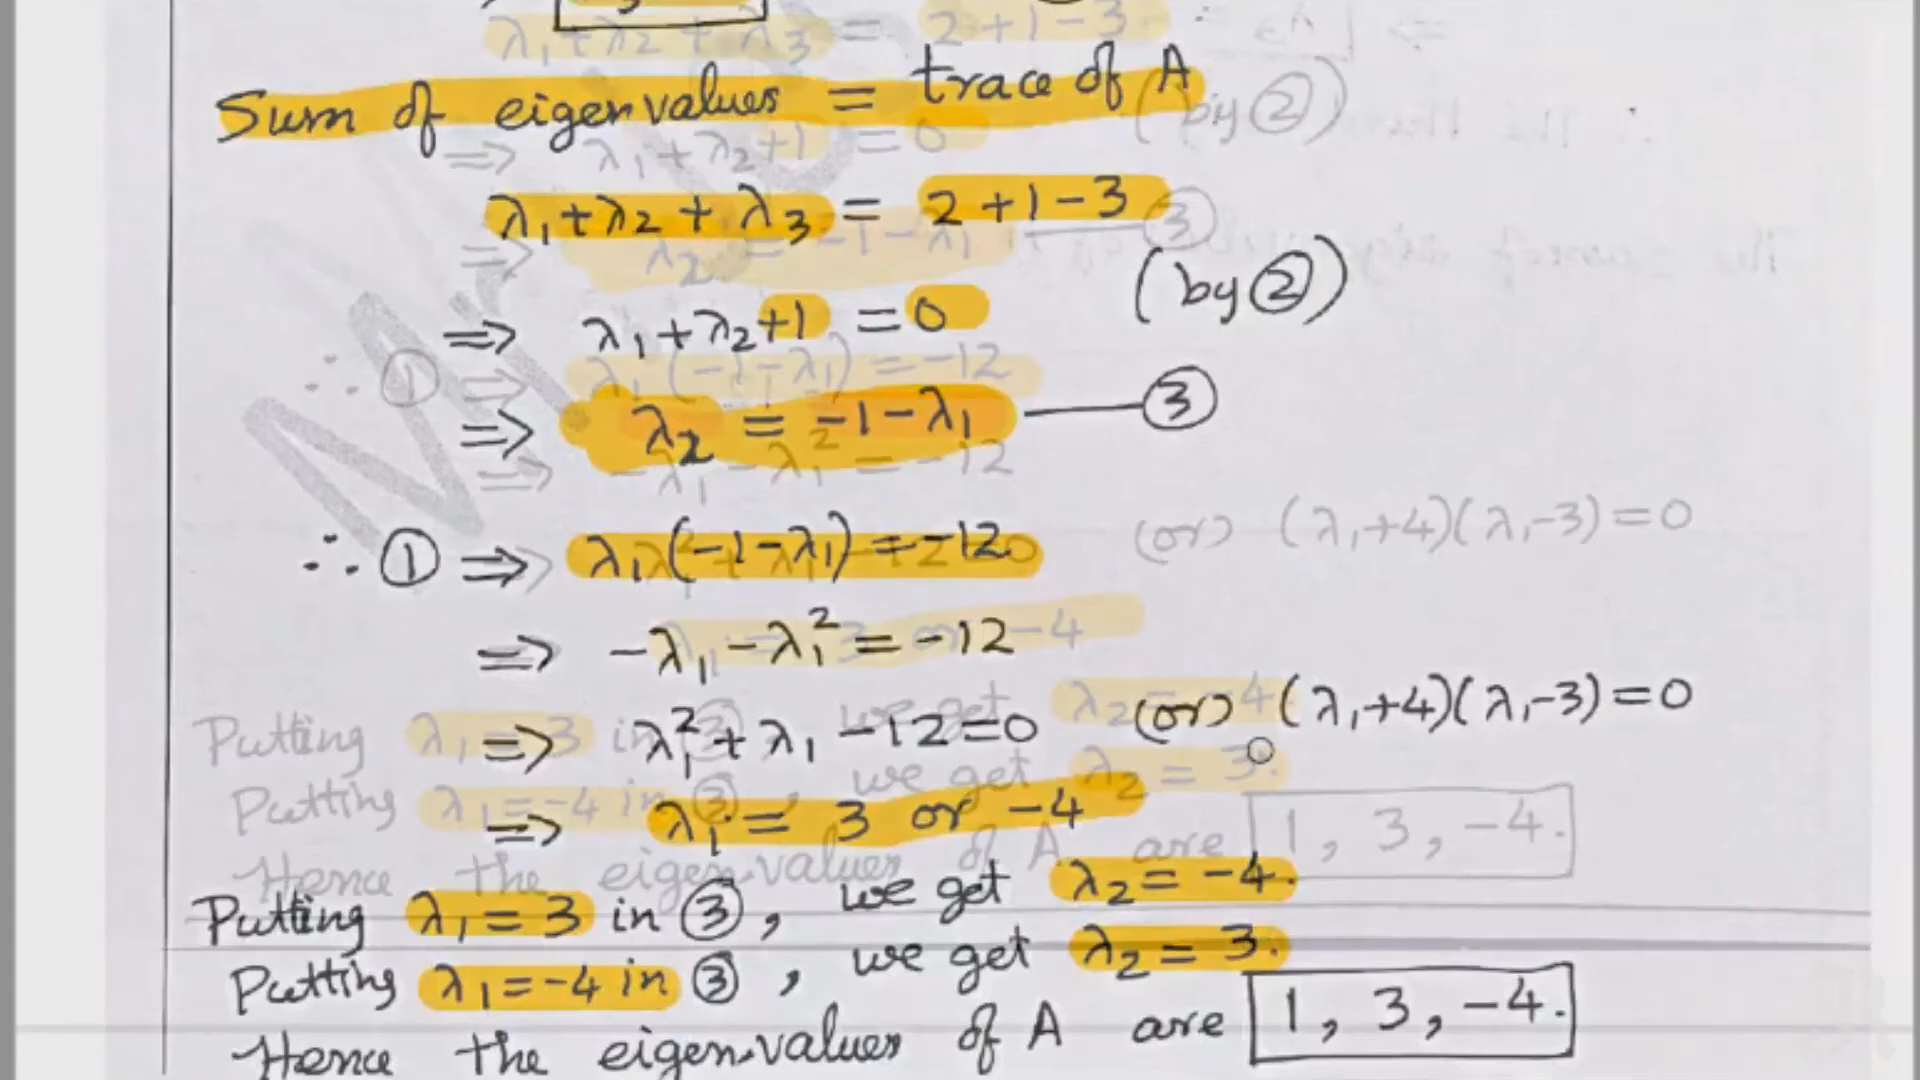 Sum of eigenvalues = trace of A
λ₁+λ₂ + λ₃ = 2+1-3
(by ②)
⇒ λ₁+λ₂+1 = 0
⇒ λ₂ = -1-λ₁ —— ③
∴ ① ⇒ λ₁(-1-λ₁) = -12
⇒ -λ₁-λ₁² = -12
⇒ λ₁²+λ₁-12=0 (or) (λ₁+4)(λ₁-3)=0
⇒ λ₁ = 3 or -4
Putting λ₁=3 in ③, we get λ₂ = -4.
Putting λ₁=-4 in ③, we get λ₂ = 3.
Hence the eigenvalues of A are 1, 3, -4.